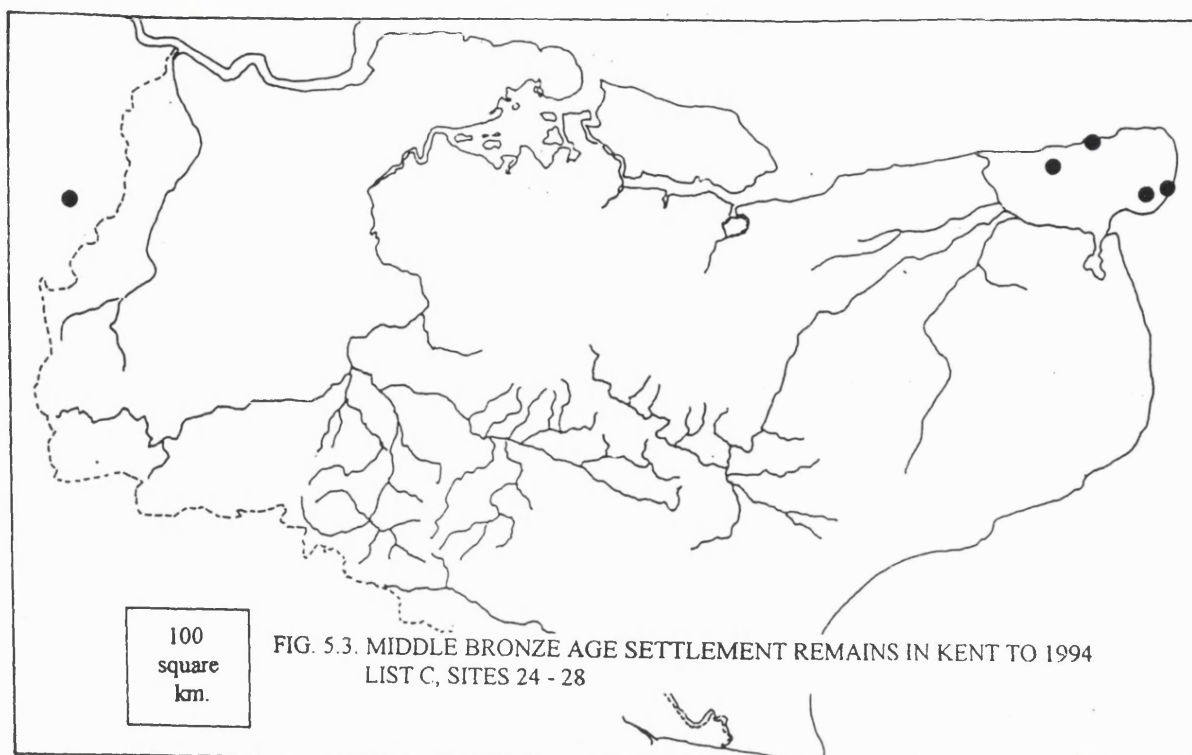 100
square
km.
FIG. 5.3. MIDDLE BRONZE AGE SETTLEMENT REMAINS IN KENT TO 1994
LIST C, SITES 24 - 28